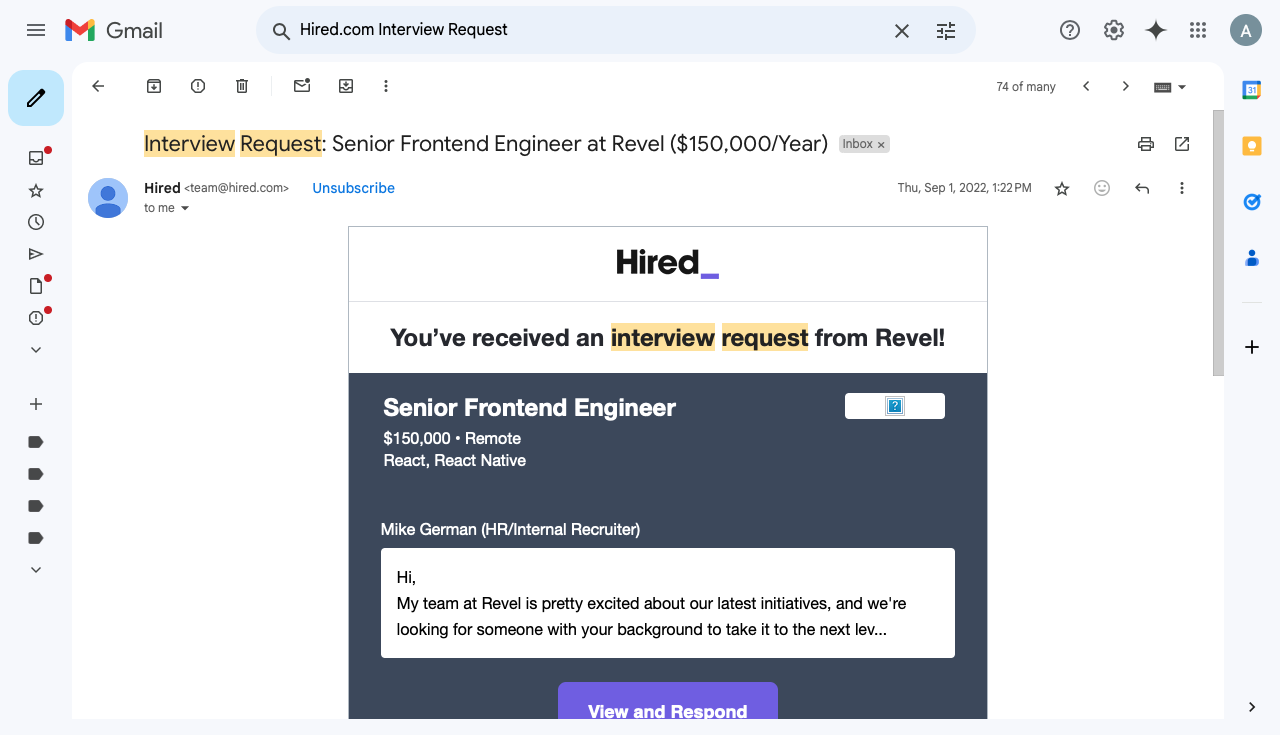 Gmail
Hired.com Interview Request
A
74 of many
Interview Request: Senior Frontend Engineer at Revel ($150,000/Year)
Inbox ×
Hired <team@hired.com> Unsubscribe
Thu, Sep 1, 2022, 1:22 PM
to me
31
Hired_
You’ve received an interview request from Revel!
Senior Frontend Engineer
?
$150,000 • Remote
React, React Native
Mike German (HR/Internal Recruiter)
Hi,
My team at Revel is pretty excited about our latest initiatives, and we're
looking for someone with your background to take it to the next lev...
View and Respond